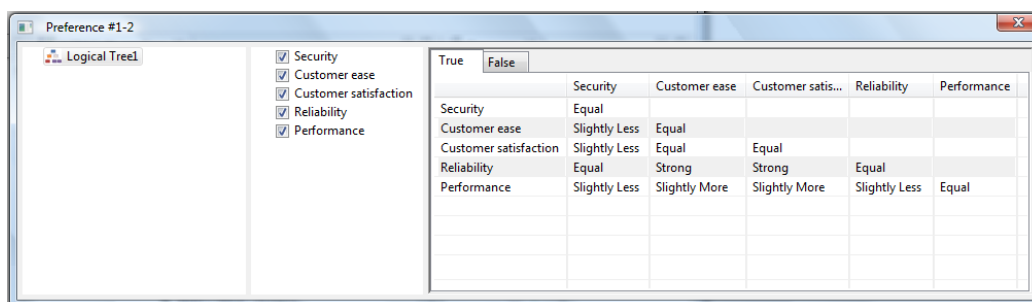 Preference #1-2
Logical Tree1
Security
Customer ease
Customer satisfaction
Reliability
Performance
True False
Security Customer ease Customer satis... Reliability Performance
Security Equal
Customer ease Slightly Less Equal
Customer satisfaction Slightly Less Equal Equal
Reliability Equal Strong Strong Equal
Performance Slightly Less Slightly More Slightly More Slightly Less Equal